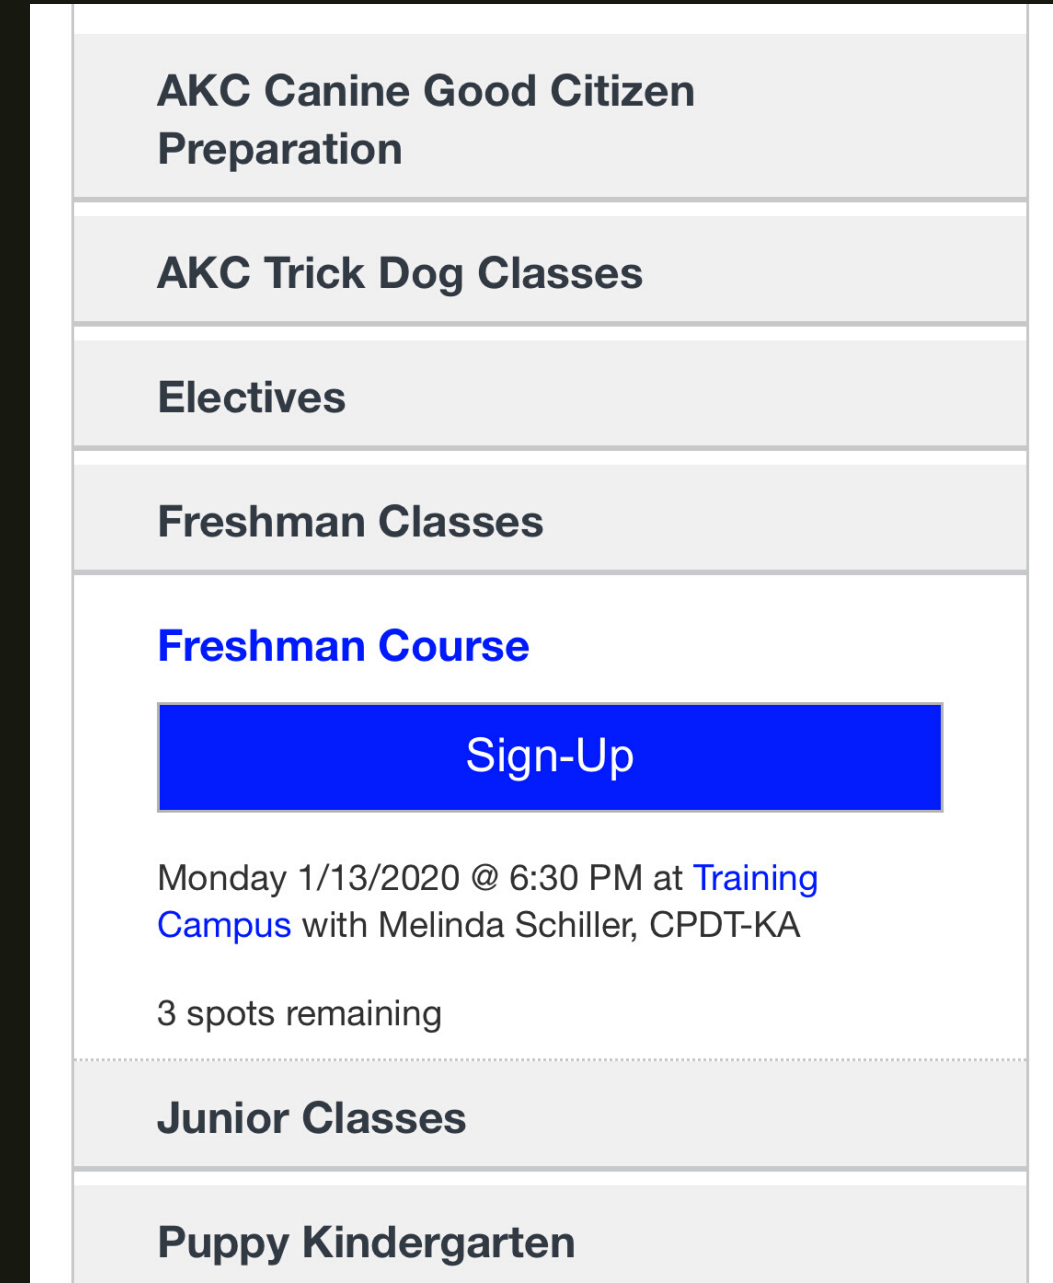 AKC Canine Good Citizen
Preparation
AKC Trick Dog Classes
Electives
Freshman Classes
Freshman Course
Sign-Up
Monday 1/13/2020 @ 6:30 PM at Training
Campus with Melinda Schiller, CPDT-KA
3 spots remaining
Junior Classes
Puppy Kindergarten